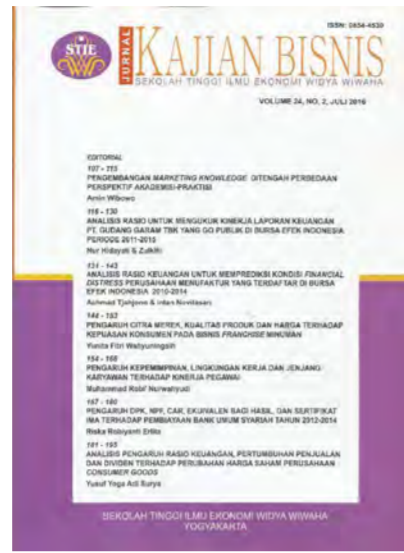 ISSN: 0854-4530
STIE
JURNAL
KAJIAN BISNIS
SEKOLAH TINGGI ILMU EKONOMI WIDYA WIWAHA
VOLUME 24, NO. 2, JULI 2016
EDITORIAL
107 - 115
PENGEMBANGAN MARKETING KNOWLEDGE DITENGAH PERBEDAAN
PERSPEKTIF AKADEMISI-PRAKTISI
Amin Wibowo
116 - 130
ANALISIS RASIO UNTUK MENGUKUR KINERJA LAPORAN KEUANGAN
PT. GUDANG GARAM TBK YANG GO PUBLIK DI BURSA EFEK INDONESIA
PERIODE 2011-2015
Nur Hidayati & Zulkifli
131 - 143
ANALISIS RASIO KEUANGAN UNTUK MEMPREDIKSI KONDISI FINANCIAL
DISTRESS PERUSAHAAN MENUFAKTUR YANG TERDAFTAR DI BURSA
EFEK INDONESIA 2010-2014
Achmad Tjahjono & Intan Novitasari
144 - 153
PENGARUH CITRA MEREK, KUALITAS PRODUK DAN HARGA TERHADAP
KEPUASAN KONSUMEN PADA BISNIS FRANCHISE MINUMAN
Yunita Fitri Wahyuningsih
154 - 166
PENGARUH KEPEMIMPINAN, LINGKUNGAN KERJA DAN JENJANG
KARYAWAN TERHADAP KINERJA PEGAWAI
Muhammad Robi' Nurwahyudi
167 - 180
PENGARUH DPK, NPF, CAR, EKUIVALEN BAGI HASIL, DAN SERTIFIKAT
IMA TERHADAP PEMBIAYAAN BANK UMUM SYARIAH TAHUN 2012-2014
Riska Robiyanti
181 - 193
ANALISIS PENGARUH RASIO KEUANGAN, PERTUMBUHAN PENJUALAN
DAN DIVIDEN TERHADAP PERUBAHAN HARGA SAHAM PERUSAHAAN
CONSUMER GOODS
Yusuf Yoga Adi Surya
SEKOLAH TINGGI ILMU EKONOMI WIDYA WIWAHA
YOGYAKARTA